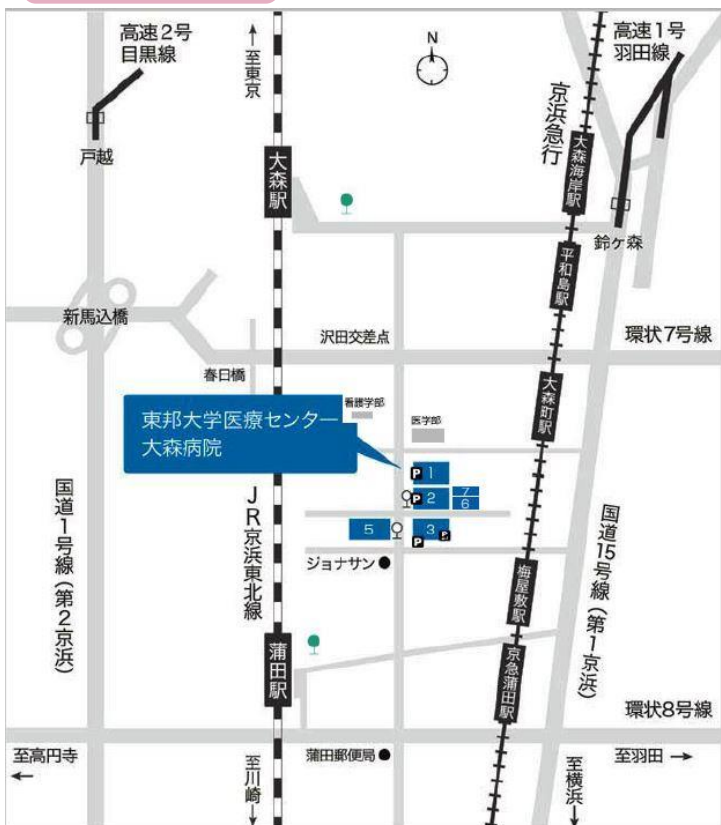 高速2号
目黒線
戸越
至東京
N
高速1号
羽田線
京浜急行
大森駅
大森海岸駅
鈴ヶ森
平和島駅
新馬込橋
沢田交差点
環状7号線
春日橋
大森町駅
看護学部
医学部
東邦大学医療センター
大森病院
P 1
P 2
7
6
5
3
P
P
国道1号線(第2京浜)
JR京浜東北線
ジョナサン
梅屋敷駅
国道15号線(第1京浜)
蒲田駅
京急蒲田駅
環状8号線
至高円寺
至川崎
蒲田郵便局
至横浜
至羽田